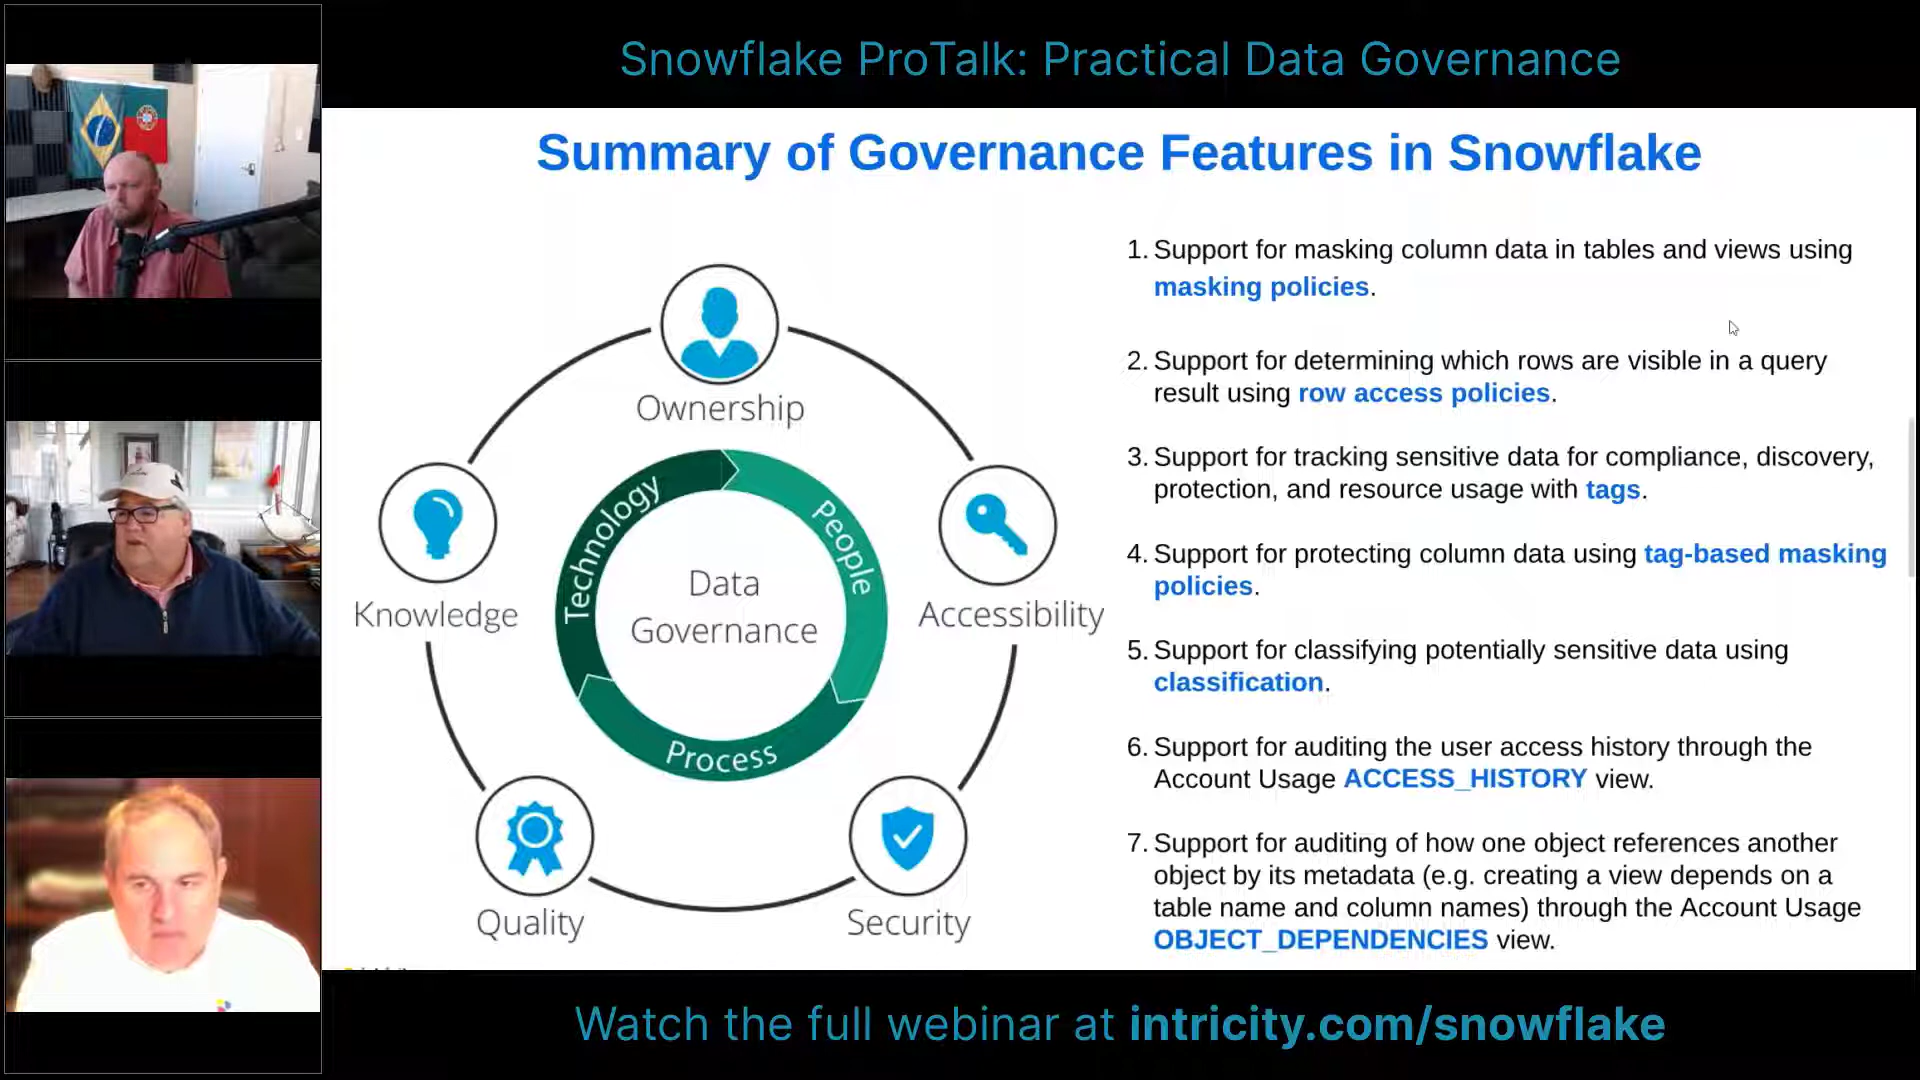 Snowflake ProTalk: Practical Data Governance
Summary of Governance Features in Snowflake
Ownership
Knowledge
Accessibility
Quality
Security
Technology
People
Process
Data
Governance
1. Support for masking column data in tables and views using
masking policies.
2. Support for determining which rows are visible in a query
result using row access policies.
3. Support for tracking sensitive data for compliance, discovery,
protection, and resource usage with tags.
4. Support for protecting column data using tag-based masking
policies.
5. Support for classifying potentially sensitive data using
classification.
6. Support for auditing the user access history through the
Account Usage ACCESS_HISTORY view.
7. Support for auditing of how one object references another
object by its metadata (e.g. creating a view depends on a
table name and column names) through the Account Usage
OBJECT_DEPENDENCIES view.
Watch the full webinar at intricity.com/snowflake